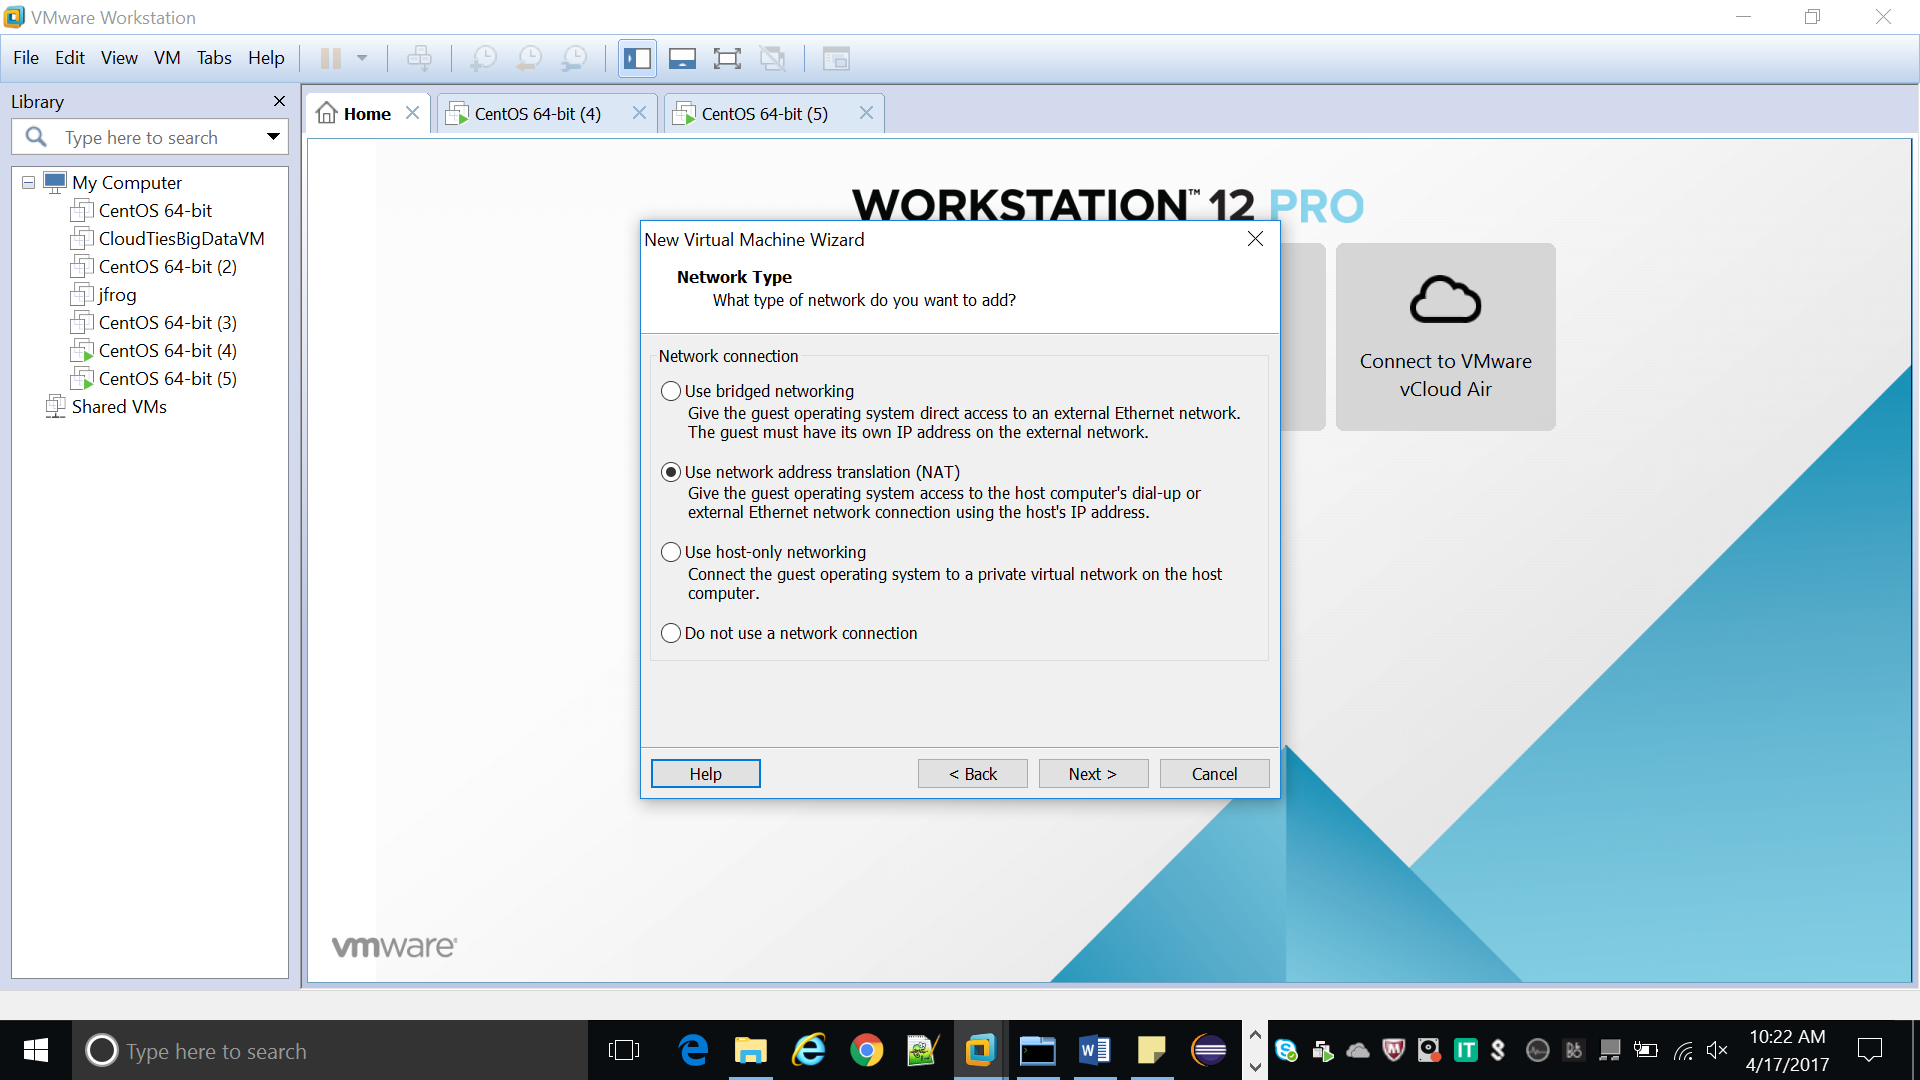 VMware Workstation
File Edit View VM Tabs Help
Library
Type here to search
My Computer
CentOS 64-bit
CloudTiesBigDataVM
CentOS 64-bit (2)
jfrog
CentOS 64-bit (3)
CentOS 64-bit (4)
CentOS 64-bit (5)
Shared VMs
Home
CentOS 64-bit (4)
CentOS 64-bit (5)
WORKSTATION™ 12 PRO
New Virtual Machine Wizard
Network Type
What type of network do you want to add?
Network connection
Use bridged networking
Give the guest operating system direct access to an external Ethernet network.
The guest must have its own IP address on the external network.
Use network address translation (NAT)
Give the guest operating system access to the host computer's dial-up or
external Ethernet network connection using the host's IP address.
Use host-only networking
Connect the guest operating system to a private virtual network on the host
computer.
Do not use a network connection
Help
< Back
Next >
Cancel
Connect to VMware
vCloud Air
vmware
Type here to search
10:22 AM
4/17/2017